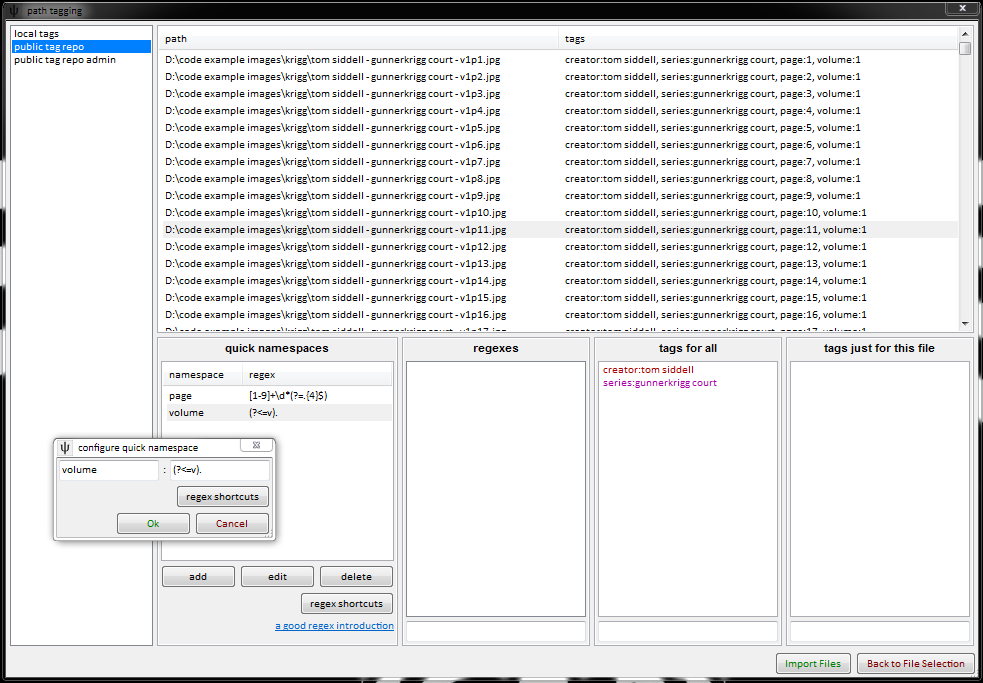 path tagging
local tags
public tag repo
public tag repo admin
path tags
D:\code example images\krigg\tom siddell - gunnerkrigg court - v1p1.jpg creator:tom siddell, series:gunnerkrigg court, page:1, volume:1
D:\code example images\krigg\tom siddell - gunnerkrigg court - v1p2.jpg creator:tom siddell, series:gunnerkrigg court, page:2, volume:1
D:\code example images\krigg\tom siddell - gunnerkrigg court - v1p3.jpg creator:tom siddell, series:gunnerkrigg court, page:3, volume:1
D:\code example images\krigg\tom siddell - gunnerkrigg court - v1p4.jpg creator:tom siddell, series:gunnerkrigg court, page:4, volume:1
D:\code example images\krigg\tom siddell - gunnerkrigg court - v1p5.jpg creator:tom siddell, series:gunnerkrigg court, page:5, volume:1
D:\code example images\krigg\tom siddell - gunnerkrigg court - v1p6.jpg creator:tom siddell, series:gunnerkrigg court, page:6, volume:1
D:\code example images\krigg\tom siddell - gunnerkrigg court - v1p7.jpg creator:tom siddell, series:gunnerkrigg court, page:7, volume:1
D:\code example images\krigg\tom siddell - gunnerkrigg court - v1p8.jpg creator:tom siddell, series:gunnerkrigg court, page:8, volume:1
D:\code example images\krigg\tom siddell - gunnerkrigg court - v1p9.jpg creator:tom siddell, series:gunnerkrigg court, page:9, volume:1
D:\code example images\krigg\tom siddell - gunnerkrigg court - v1p10.jpg creator:tom siddell, series:gunnerkrigg court, page:10, volume:1
D:\code example images\krigg\tom siddell - gunnerkrigg court - v1p11.jpg creator:tom siddell, series:gunnerkrigg court, page:11, volume:1
D:\code example images\krigg\tom siddell - gunnerkrigg court - v1p12.jpg creator:tom siddell, series:gunnerkrigg court, page:12, volume:1
D:\code example images\krigg\tom siddell - gunnerkrigg court - v1p13.jpg creator:tom siddell, series:gunnerkrigg court, page:13, volume:1
D:\code example images\krigg\tom siddell - gunnerkrigg court - v1p14.jpg creator:tom siddell, series:gunnerkrigg court, page:14, volume:1
D:\code example images\krigg\tom siddell - gunnerkrigg court - v1p15.jpg creator:tom siddell, series:gunnerkrigg court, page:15, volume:1
D:\code example images\krigg\tom siddell - gunnerkrigg court - v1p16.jpg creator:tom siddell, series:gunnerkrigg court, page:16, volume:1
quick namespaces
namespace regex
page [1-9]+\d*(?=.{4}$)
volume (?<=v).
configure quick namespace
volume : (?<=v).
regex shortcuts
Ok Cancel
add edit delete
regex shortcuts
a good regex introduction
regexes
tags for all
creator:tom siddell
series:gunnerkrigg court
tags just for this file
Import Files Back to File Selection